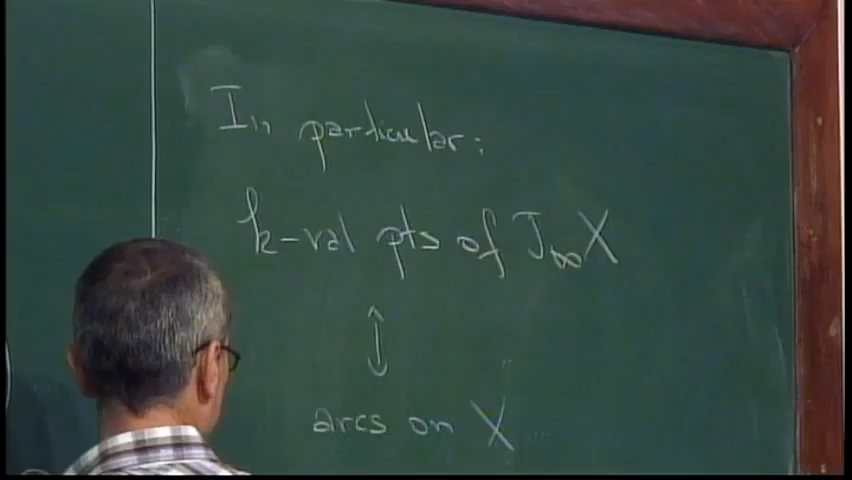 In particular:
k-val pts of J∞X
↕
arcs on X